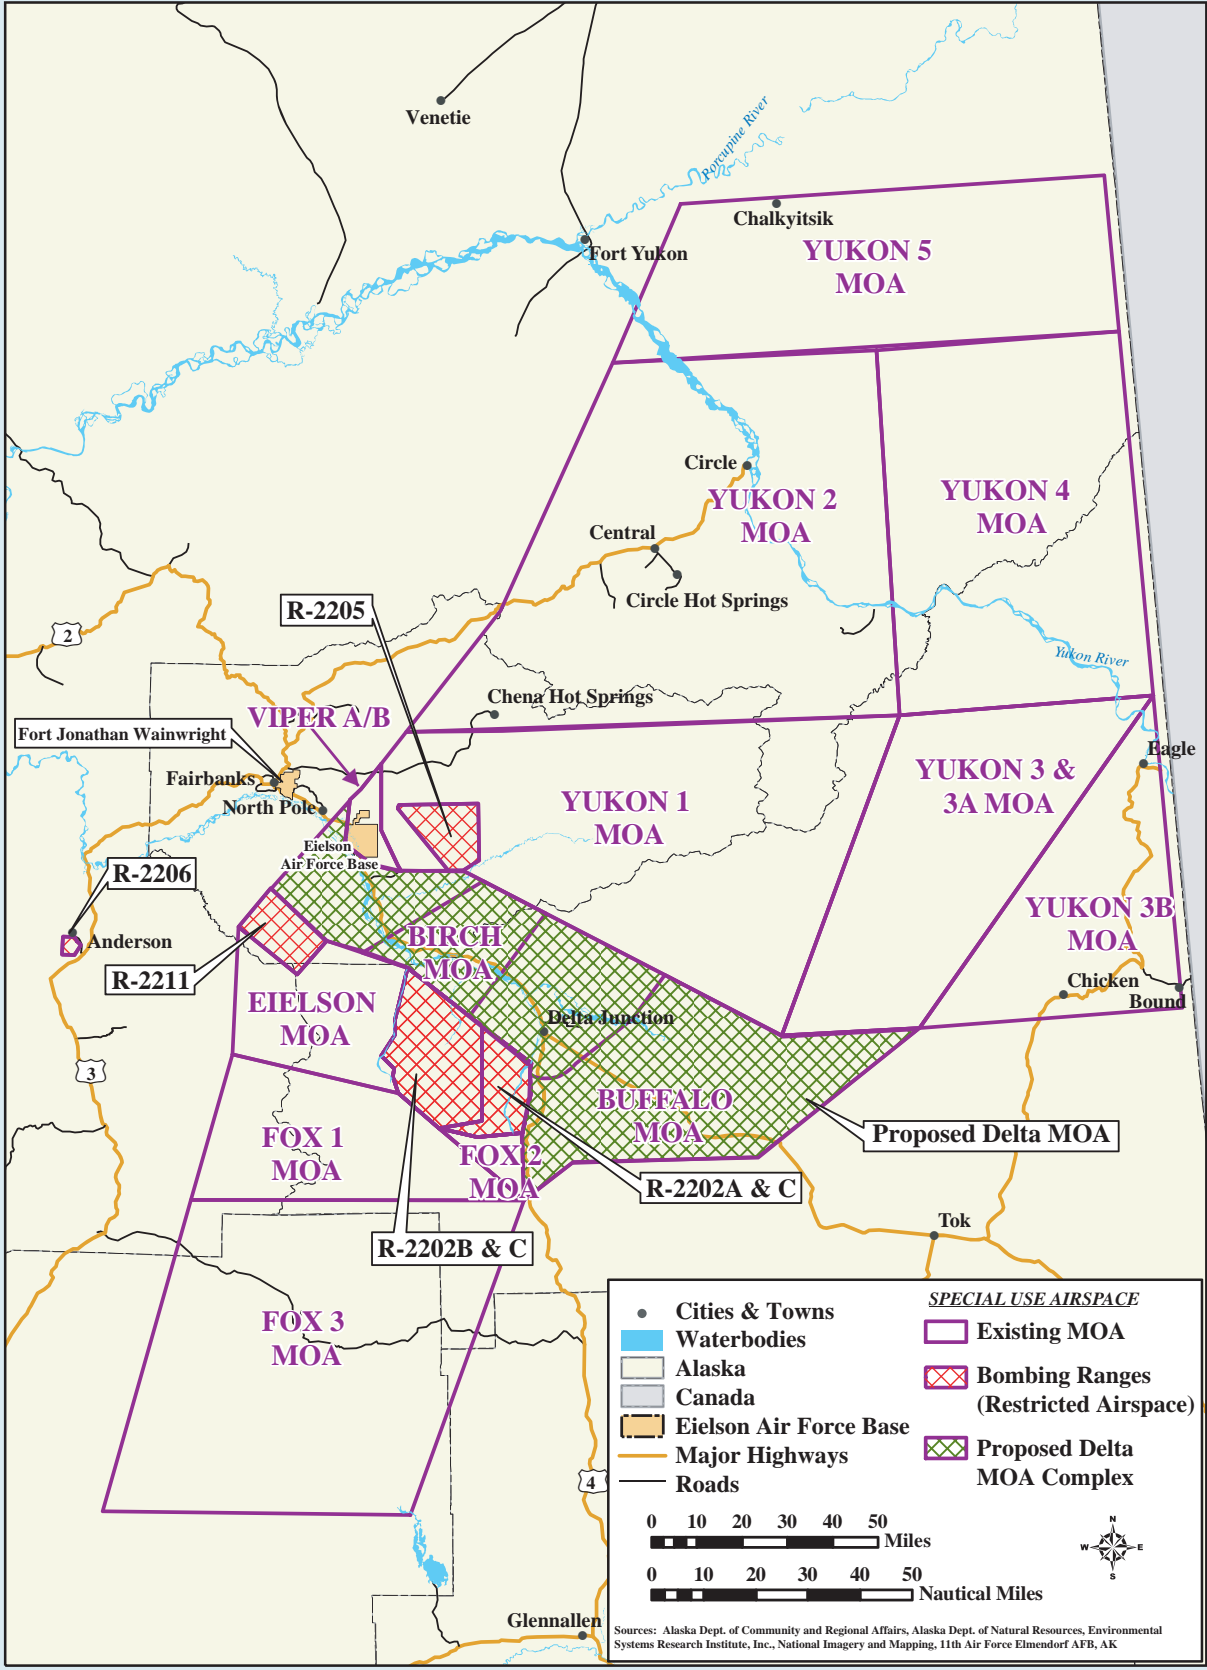 Venetie
Porcupine River
Chalkyitsik
Fort Yukon
YUKON 5
MOA
Circle
YUKON 2
MOA
YUKON 4
MOA
Central
Circle Hot Springs
R-2205
2
Yukon River
Chena Hot Springs
VIPER A/B
Fort Jonathan Wainwright
Eagle
Fairbanks
North Pole
YUKON 1
MOA
YUKON 3 &
3A MOA
Eielson
Air Force Base
R-2206
Anderson
BIRCH
MOA
YUKON 3B
MOA
R-2211
Chicken
Bound
EIELSON
MOA
Delta Junction
3
BUFFALO
MOA
FOX 1
MOA
FOX 2
MOA
Proposed Delta MOA
R-2202A & C
R-2202B & C
Tok
FOX 3
MOA
4
Glennallen
Cities & Towns
Waterbodies
Alaska
Canada
Eielson Air Force Base
Major Highways
Roads
SPECIAL USE AIRSPACE
Existing MOA
Bombing Ranges
(Restricted Airspace)
Proposed Delta
MOA Complex
0 10 20 30 40 50
Miles
0 10 20 30 40 50
Nautical Miles
N
W E
S
Sources: Alaska Dept. of Community and Regional Affairs, Alaska Dept. of Natural Resources, Environmental
Systems Research Institute, Inc., National Imagery and Mapping, 11th Air Force Elmendorf AFB, AK